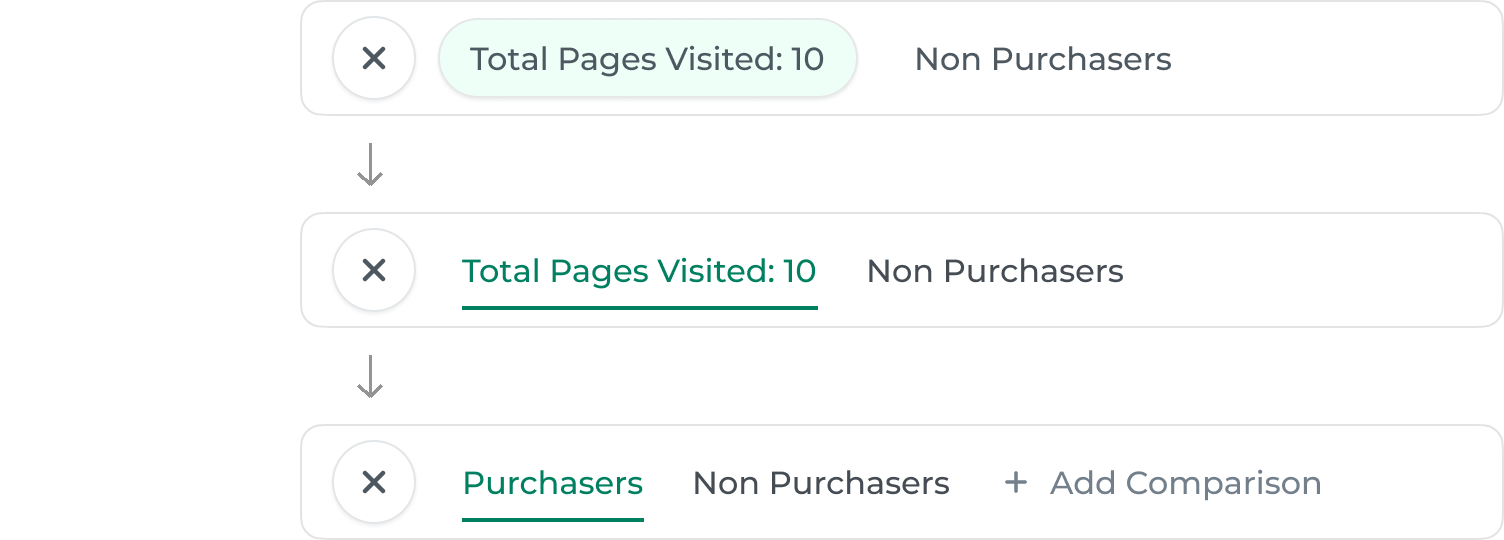 Total Pages Visited: 10 Non Purchasers
Total Pages Visited: 10 Non Purchasers
Purchasers Non Purchasers + Add Comparison